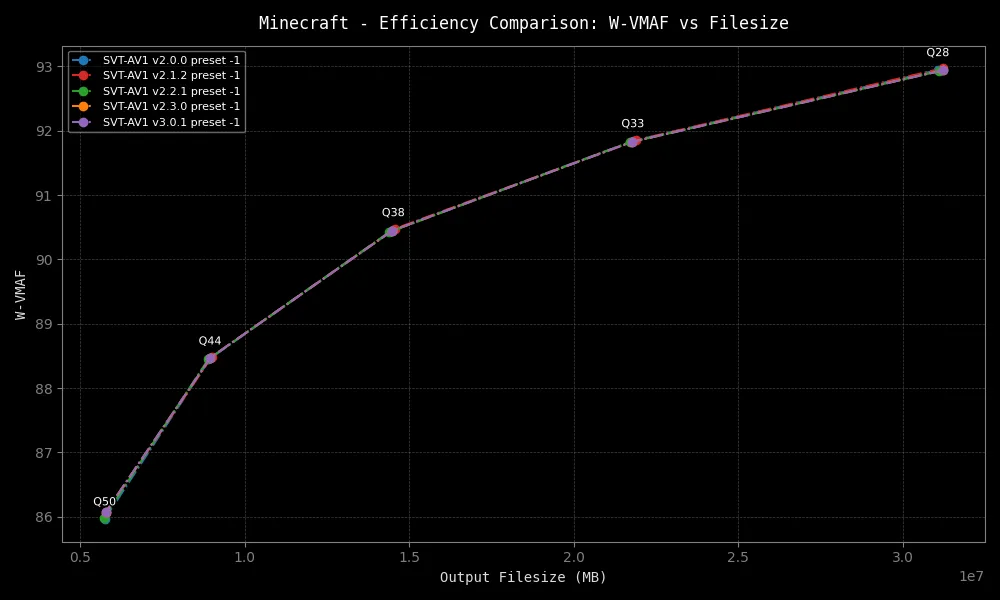 Minecraft - Efficiency Comparison: W-VMAF vs Filesize
SVT-AV1 v2.0.0 preset -1
SVT-AV1 v2.1.2 preset -1
SVT-AV1 v2.2.1 preset -1
SVT-AV1 v2.3.0 preset -1
SVT-AV1 v3.0.1 preset -1
Q28
Q33
Q38
Q44
Q50
W-VMAF
93
92
91
90
89
88
87
86
0.5 1.0 1.5 2.0 2.5 3.0
1e7
Output Filesize (MB)